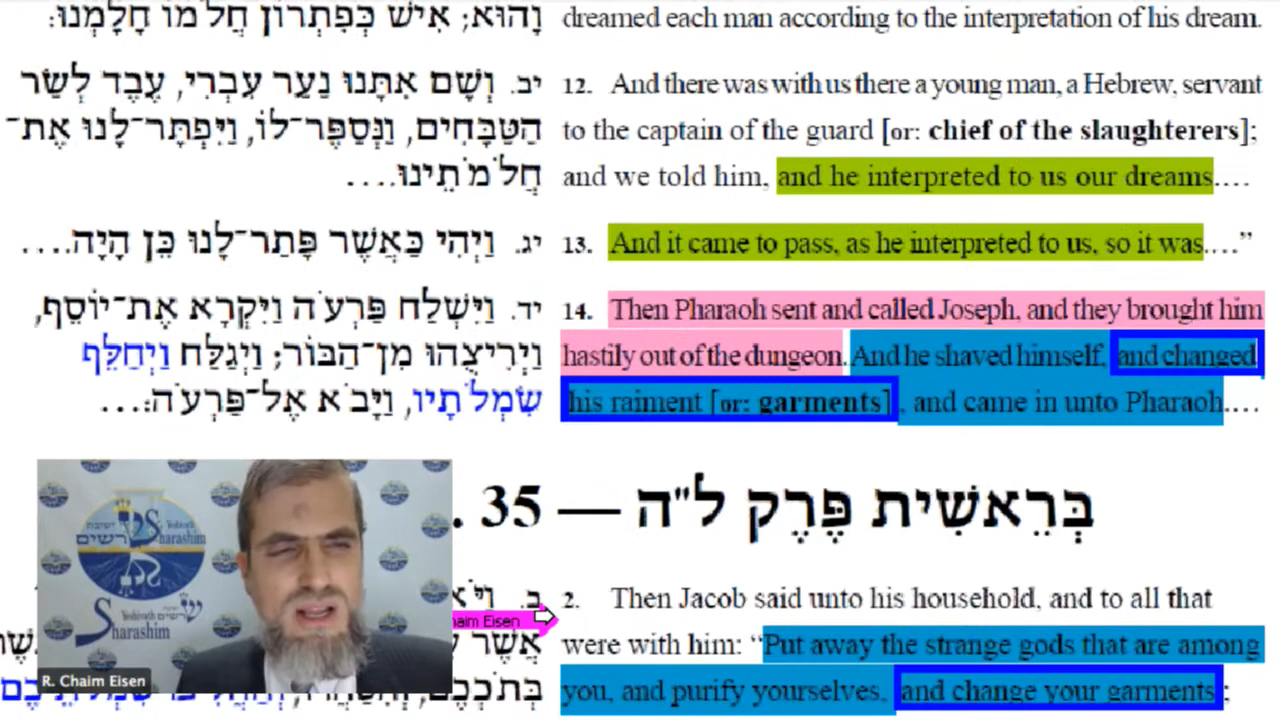 וָהוּא; אִישׁ כְּפִתְרוֹן חֲלֹמוֹ חָלָמְנוּ:
dreamed each man according to the interpretation of his dream.
יב. וְשָׁם אִתָּנוּ נַעַר עִבְרִי, עֶבֶד לְשַׂר
הַטַּבָּחִים, וַנְּסַפֶּר־לוֹ, וַיִּפְתָּר־לָנוּ אֶת־
חֲלֹמֹתֵינוּ....
12. And there was with us there a young man, a Hebrew, servant
to the captain of the guard [or: chief of the slaughterers];
and we told him, and he interpreted to us our dreams....
יג. וַיְהִי כַּאֲשֶׁר פָּתַר־לָנוּ כֵּן הָיָה....
13. And it came to pass, as he interpreted to us, so it was....”
יד. וַיִּשְׁלַח פַּרְעֹה וַיִּקְרָא אֶת־יוֹסֵף,
וַיְרִיצֻהוּ מִן־הַבּוֹר; וַיְגַלַּח וַיְחַלֵּף
שִׂמְלֹתָיו, וַיָּבֹא אֶל־פַּרְעֹה:...
14. Then Pharaoh sent and called Joseph, and they brought him
hastily out of the dungeon. And he shaved himself, and changed
his raiment [or: garments], and came in unto Pharaoh....
. 35 — בְּרֵאשִׁית פֶּרֶק ל"ה
ב.
אֲשֶׁר
בְּתֹכְכֶם,
2. Then Jacob said unto his household, and to all that
were with him: “Put away the strange gods that are among
you, and purify yourselves, and change your garments;
haim Eisen
ישיבת
שרשים
Yeshivath
Sharashim
Yeshivath שרשים
Sharashim
R. Chaim Eisen